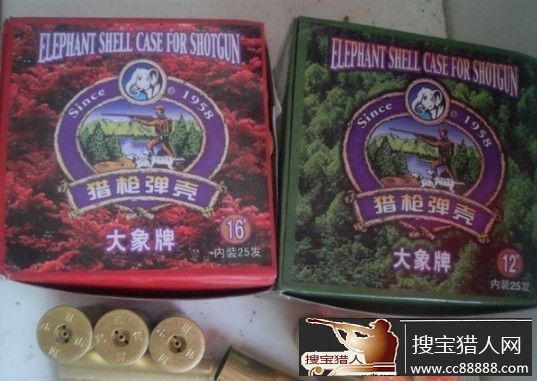 ELEPHANT SHELL CASE FOR SHOTGUN
Since © 1958
猎枪弹壳
大象牌
16#
内装25发
ELEPHANT SHELL CASE FOR SHOTGUN
Since © 1958
猎枪弹壳
大象牌
12#
内装25发
搜宝猎人
搜宝猎人网
www.cc88888.com